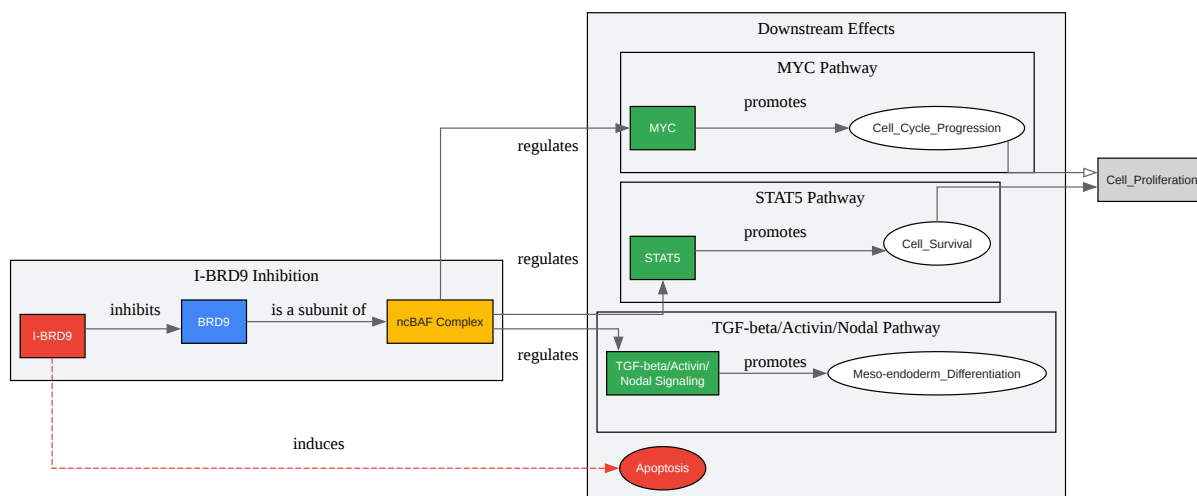 Downstream Effects
MYC Pathway
promotes
MYC
Cell_Cycle_Progression
regulates
Cell_Proliferation
STAT5 Pathway
promotes
STAT5
Cell_Survival
regulates
I-BRD9 Inhibition
inhibits
is a subunit of
I-BRD9
BRD9
ncBAF Complex
regulates
TGF-beta/Activin/Nodal Pathway
TGF-beta/Activin/
Nodal Signaling
promotes
Meso-endoderm_Differentiation
induces
Apoptosis